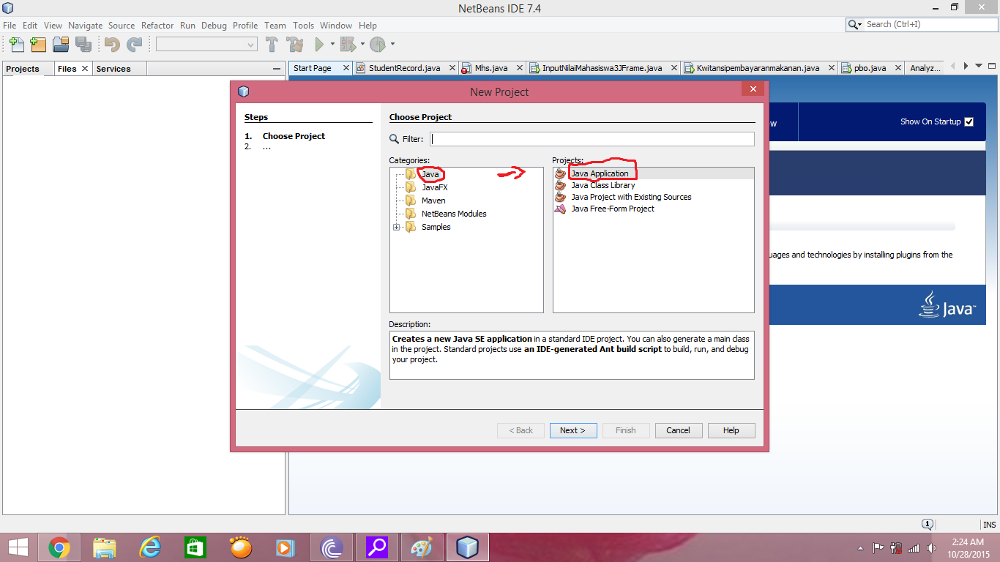 NetBeans IDE 7.4
File Edit View Navigate Source Refactor Run Debug Profile Team Tools Window Help
Search (Ctrl+I)
Projects Files Services
Start Page StudentRecord.java Mhs.java InputNilaiMahasiswa3JFrame.java Kwitansipembayaranmakanan.java pbo.java Analyz...
New Project
Steps
1. Choose Project
2. ...
Choose Project
Filter:
Categories:
Java
JavaFX
Maven
NetBeans Modules
Samples
Projects:
Java Application
Java Class Library
Java Project with Existing Sources
Java Free-Form Project
Description:
Creates a new Java SE application in a standard IDE project. You can also generate a main class
in the project. Standard projects use an IDE-generated Ant build script to build, run, and debug
your project.
< Back Next > Finish Cancel Help
w
Show On Startup
uages and technologies by installing plugins from the
Java™
1 INS
2:24 AM
10/28/2015